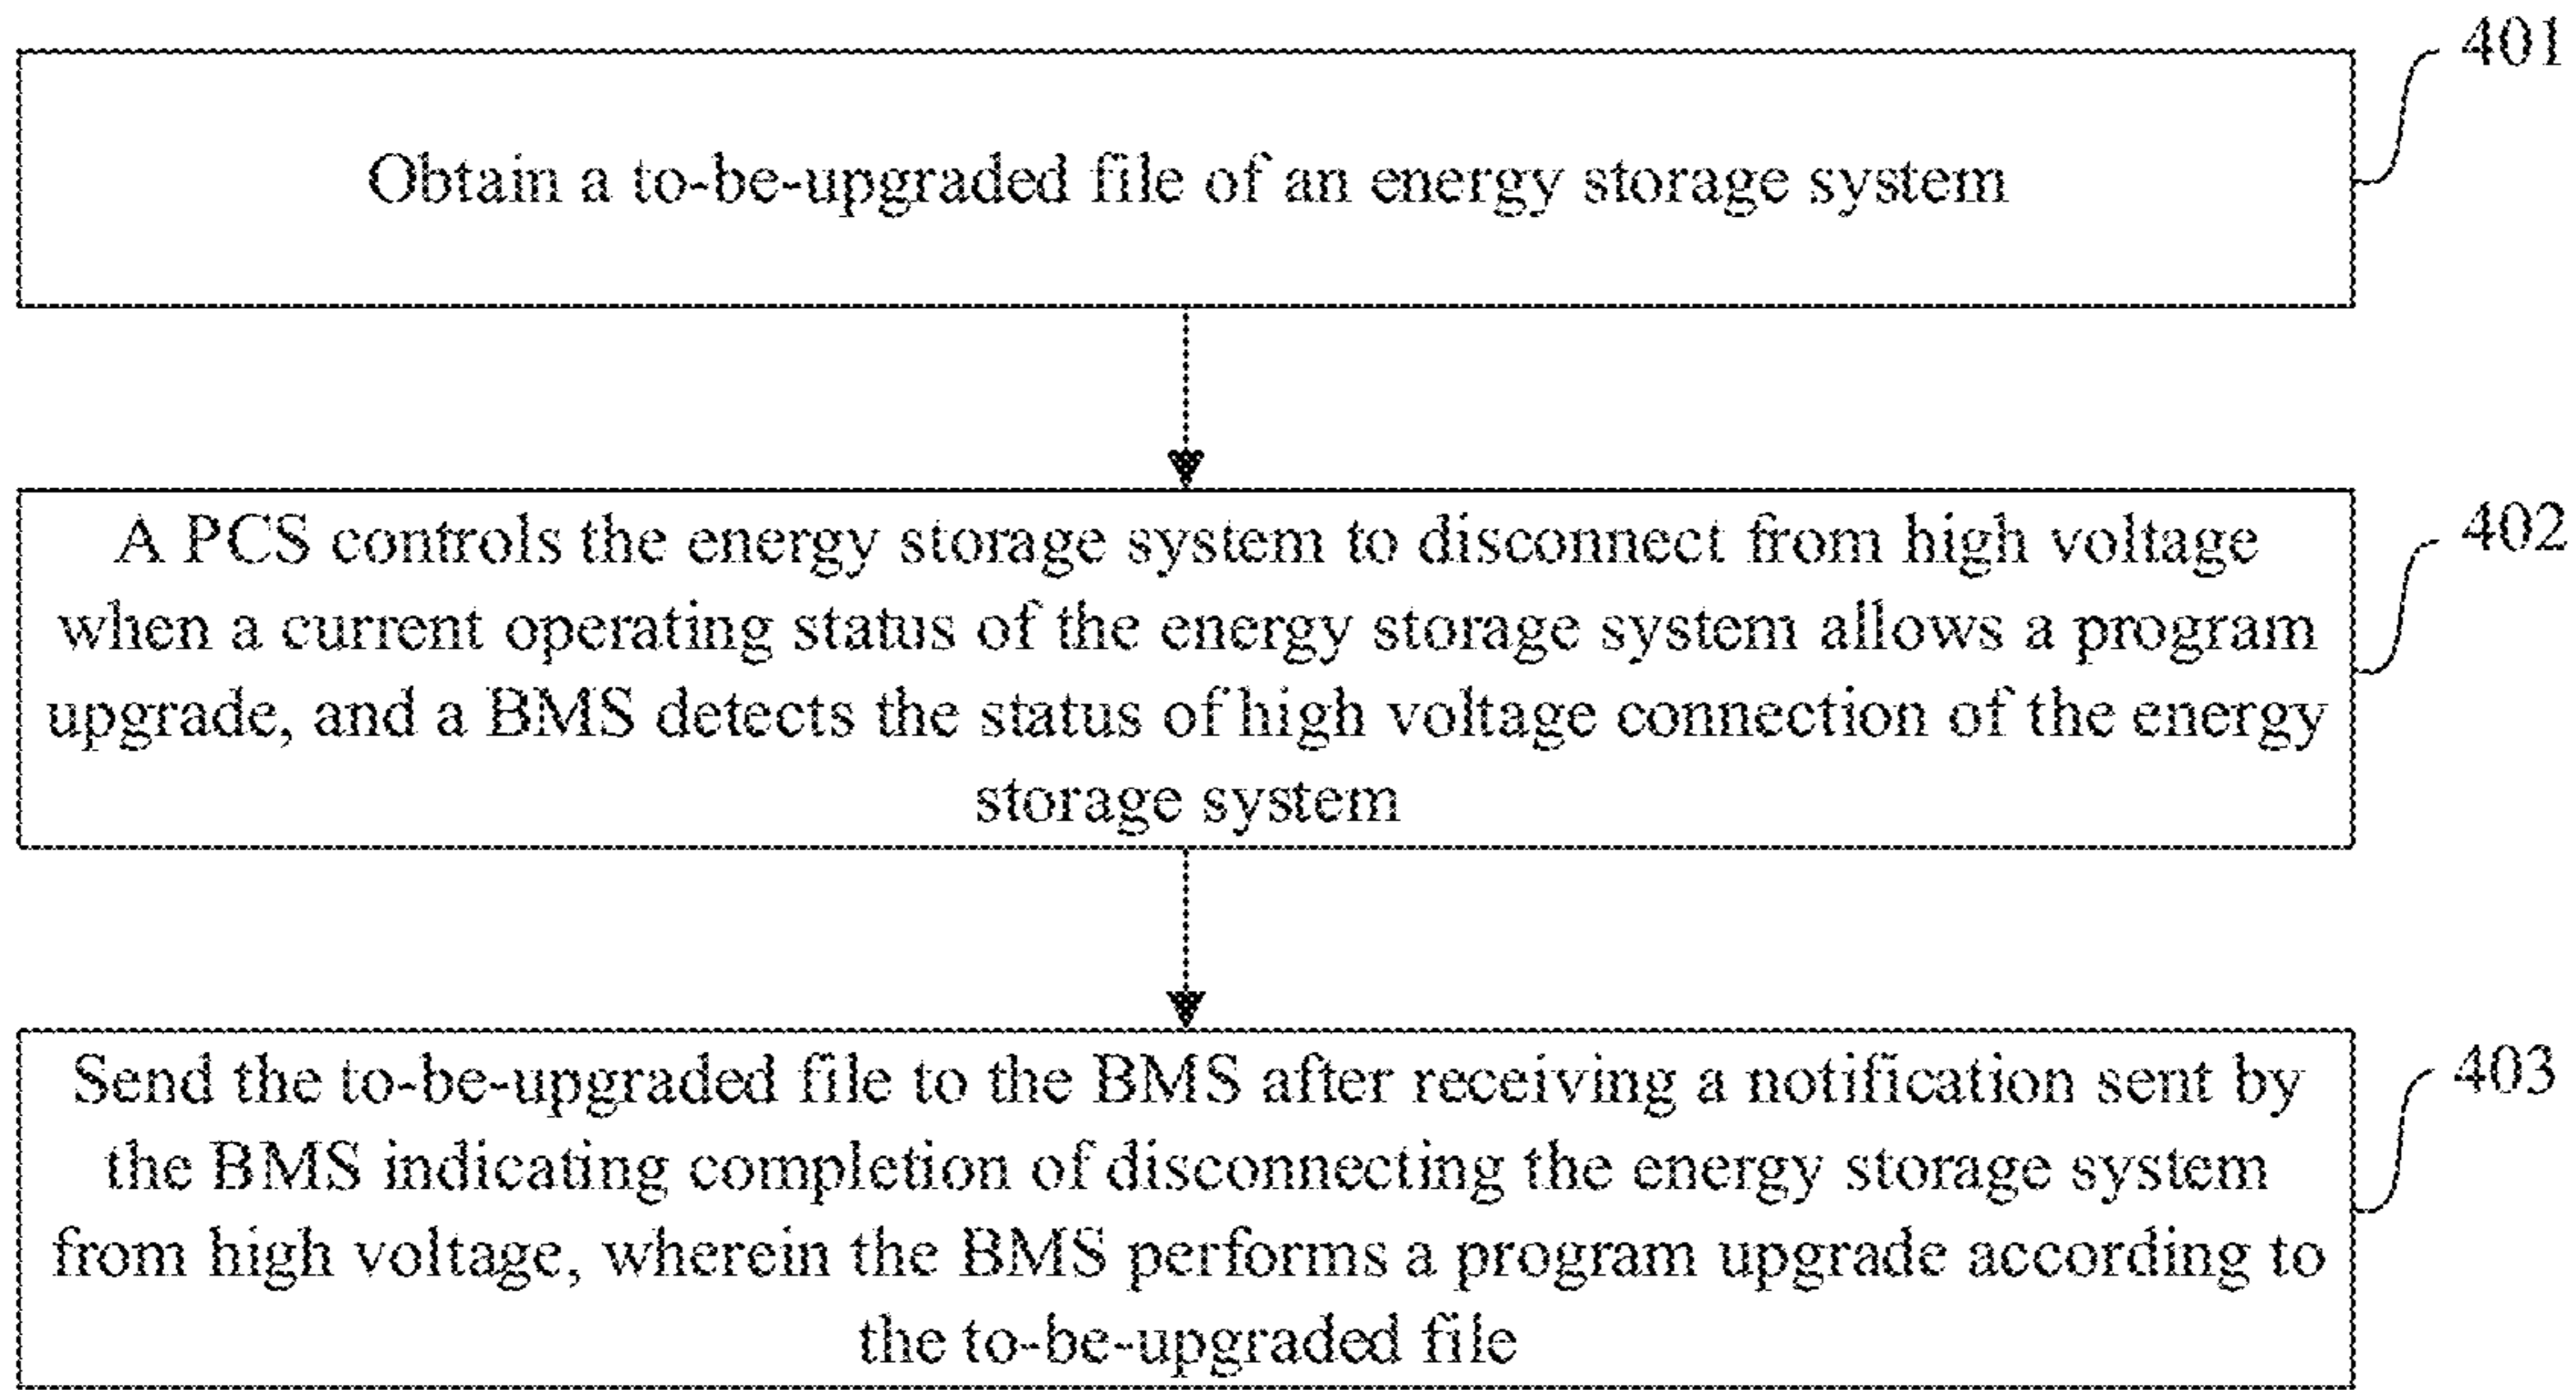 401
Obtain a to-be-upgraded file of an energy storage system
A PCS controls the energy storage system to disconnect from high voltage
402
when a current operating status of the energy storage system allows a program
upgrade, and a BMS detects the status of high voltage connection of the energy
storage system
Send the to-be-upgraded file to the BMS after receiving a notification sent by
403
the BMS indicating completion of disconnecting the energy storage system
from high voltage, wherein the BMS performs a program upgrade according to
the to-be-upgraded file